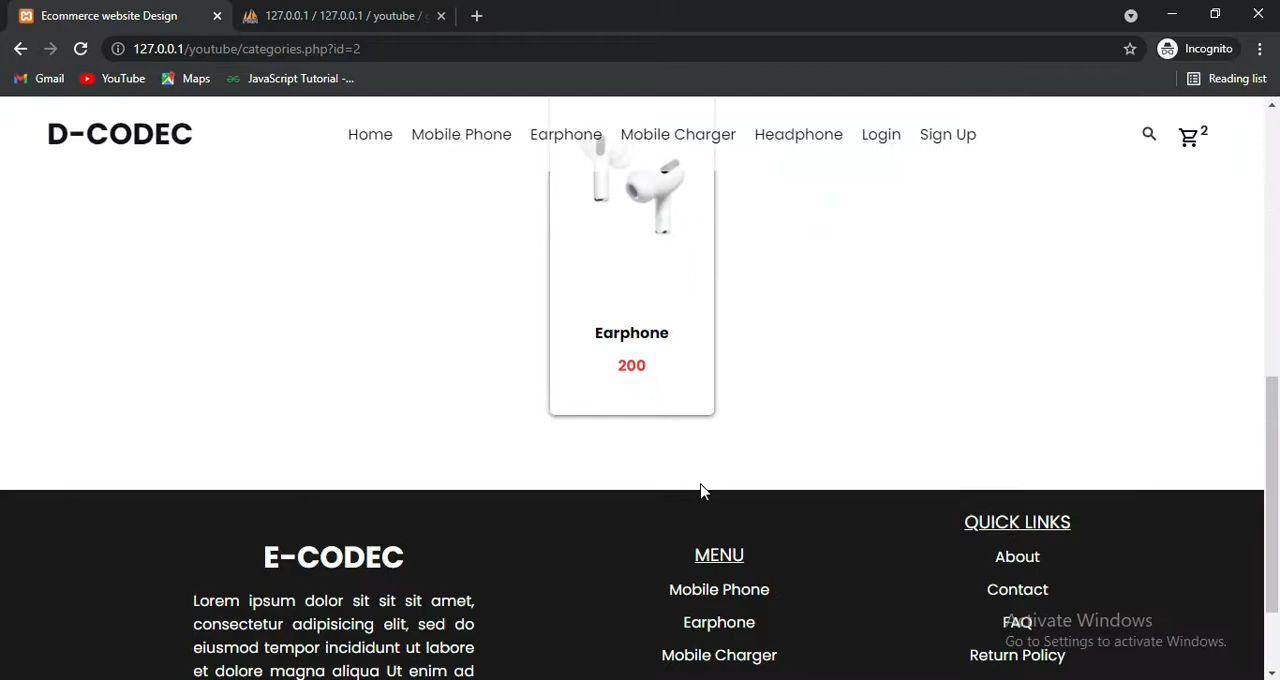 Ecommerce website Design
127.0.0.1 / 127.0.0.1 / youtube /
127.0.0.1/youtube/categories.php?id=2
Incognito
Gmail
YouTube
Maps
JavaScript Tutorial -...
Reading list
D-CODEC
Home
Mobile Phone
Earphone
Mobile Charger
Headphone
Login
Sign Up
2
Earphone
200
E-CODEC
Lorem ipsum dolor sit sit sit amet,
consectetur adipisicing elit, sed do
eiusmod tempor incididunt ut labore
et dolore magna aliqua Ut enim ad
MENU
Mobile Phone
Earphone
Mobile Charger
QUICK LINKS
About
Contact
FAQ
Return Policy
Activate Windows
Go to Settings to activate Windows.